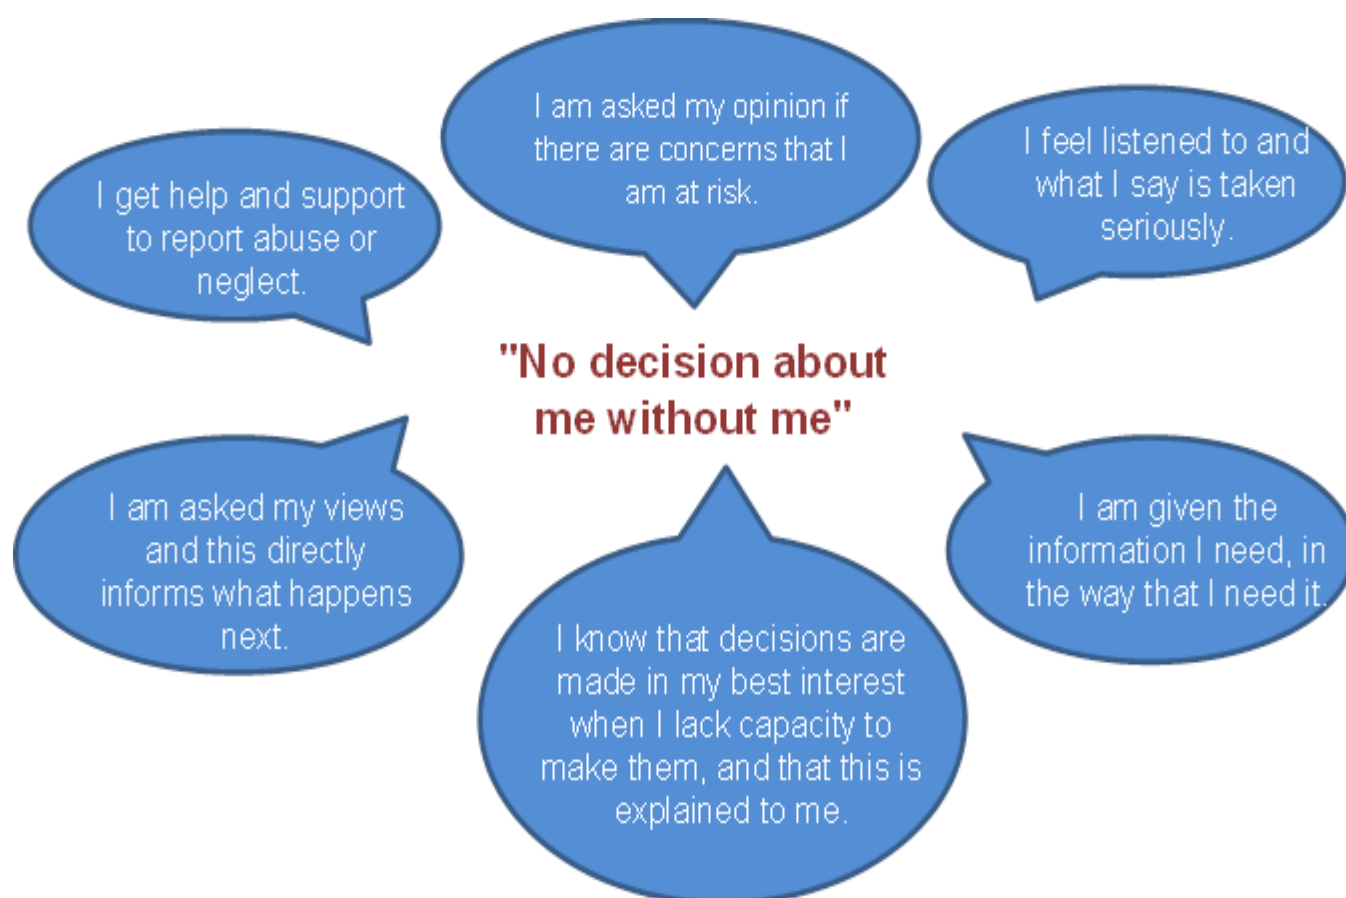 I am asked my opinion if
there are concerns that I
am at risk.
I feel listened to and
what I say is taken
seriously.
I get help and support
to report abuse or
neglect.
"No decision about
me without me"
I am asked my views
and this directly
informs what happens
next.
I am given the
information I need, in
the way that I need it.
I know that decisions are
made in my best interest
when I lack capacity to
make them, and that this is
explained to me.